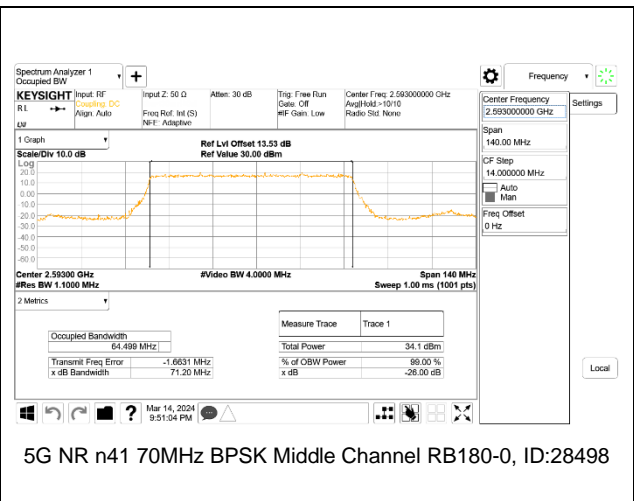 Spectrum Analyzer 1
Occupied BW
Frequency
KEYSIGHT
Input: RF
Input Z: 50 Ω
Atten: 30 dB
Trig: Free Run
Center Freq: 2.593000000 GHz
RL
Coupling: DC
Gate: Off
Avg|Hold:>10/10
Align: Auto
Freq Ref: Int (S)
#IF Gain: Low
Radio Std: None
NFE: Adaptive
Center Frequency
2.593000000 GHz
Settings
Span
140.00 MHz
CF Step
14.000000 MHz
Auto
Man
Freq Offset
0 Hz
1 Graph
Ref Lvl Offset 13.53 dB
Scale/Div 10.0 dB
Ref Value 30.00 dBm
Log
20.0
10.0
0.00
-10.0
-20.0
-30.0
-40.0
-50.0
-60.0
Center 2.59300 GHz
#Video BW 4.0000 MHz
Span 140 MHz
#Res BW 1.1000 MHz
Sweep 1.00 ms (1001 pts)
2 Metrics
Measure Trace
Trace 1
Occupied Bandwidth
64.499 MHz
Total Power
34.1 dBm
Transmit Freq Error
-1.6631 MHz
% of OBW Power
99.00 %
x dB Bandwidth
71.20 MHz
x dB
-26.00 dB
Local
Mar 14, 2024
9:51:04 PM
5G NR n41 70MHz BPSK Middle Channel RB180-0, ID:28498